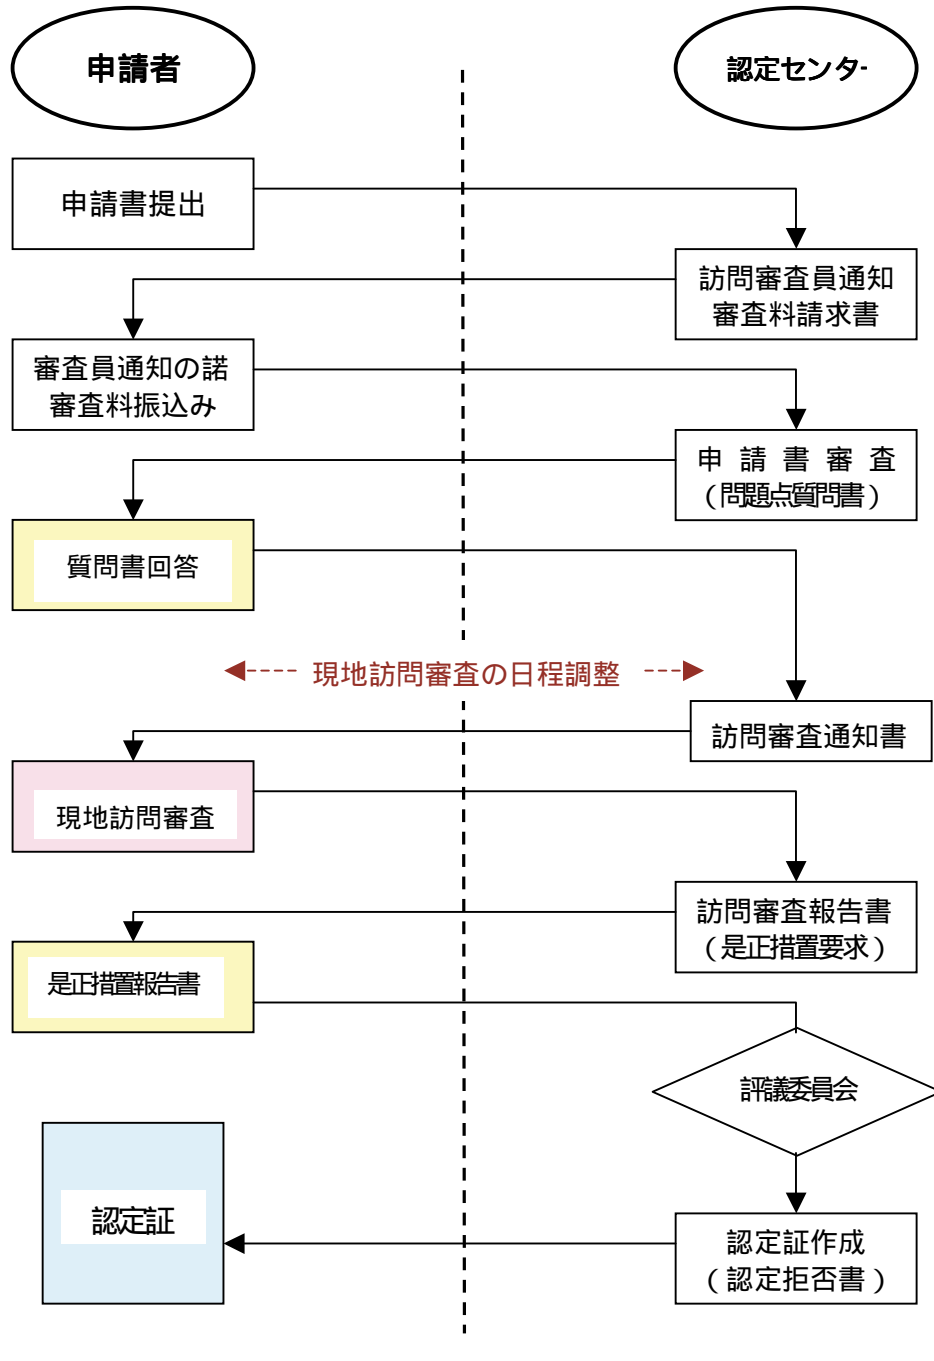 申請者
認定センター
申請書提出
訪問審査員通知
審査料請求書
審査員通知の諾
審査料振込み
申請書審査
（問題点質問書）
質問書回答
現地訪問審査の日程調整
訪問審査通知書
現地訪問審査
訪問審査報告書
（是正措置要求）
是正措置報告書
評議委員会
認定証
認定証作成
（認定拒否書）